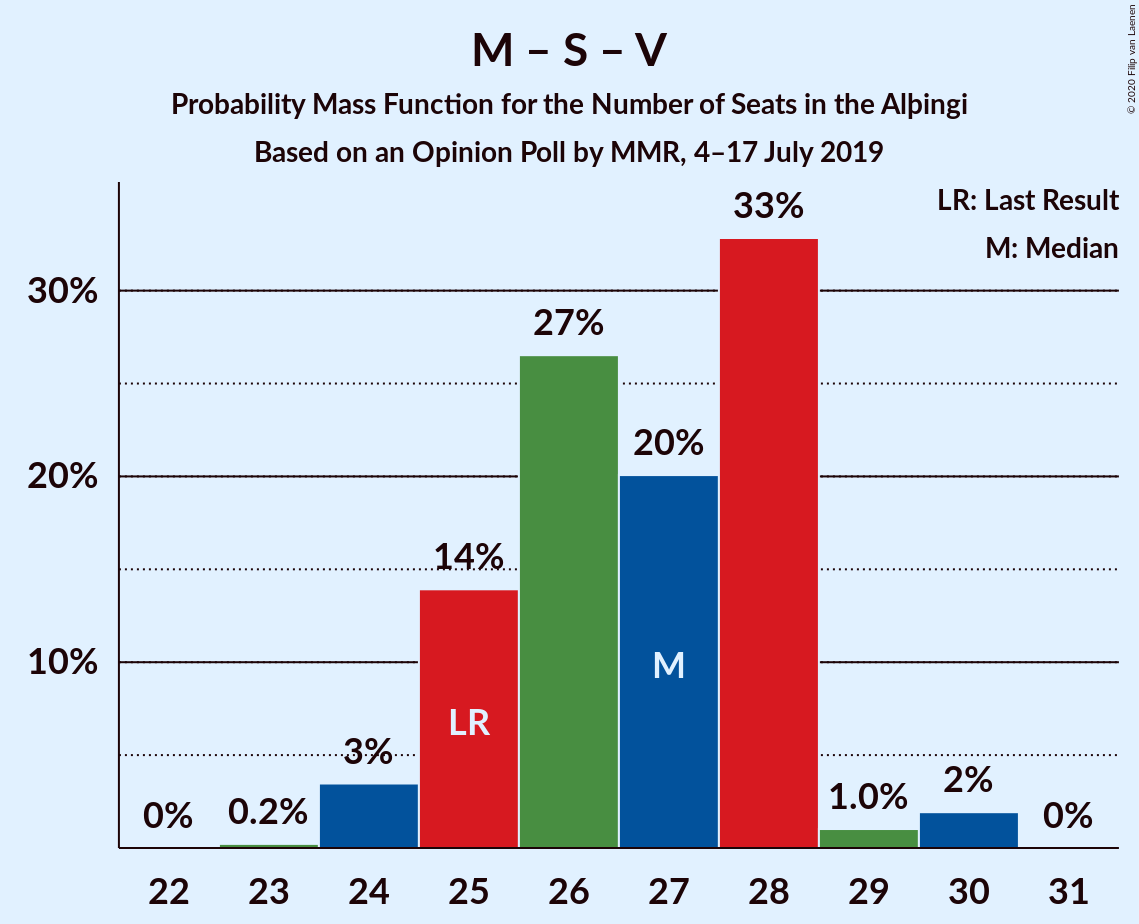 M – S – V
Probability Mass Function for the Number of Seats in the Alþingi
Based on an Opinion Poll by MMR, 4–17 July 2019
© 2020 Filip van Laenen
LR: Last Result
M: Median
33%
30%
27%
20%
20%
14%
10%
M
LR
3%
2%
1.0%
0.2%
0%
0%
22 23 24 25 26 27 28 29 30 31